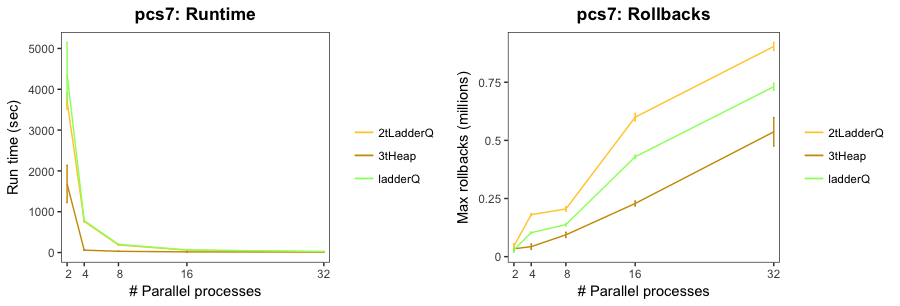 pcs7: Runtime
Run time (sec)
5000
4000
3000
2000
1000
0
2 4 8 16 32
# Parallel processes
2tLadderQ
3tHeap
ladderQ
pcs7: Rollbacks
Max rollbacks (millions)
0.75
0.5
0.25
0
2 4 8 16 32
# Parallel processes
2tLadderQ
3tHeap
ladderQ